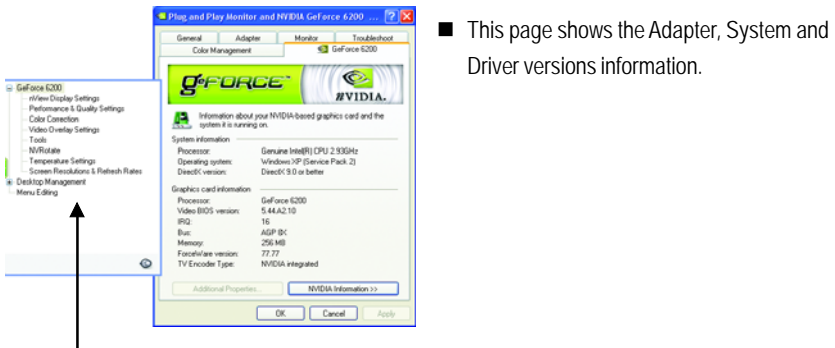 Plug and Play Monitor and NVIDIA GeForce 6200 ...
General Adapter Monitor Troubleshoot
Color Management GeForce 6200
GeFORCE
NVIDIA.
Information about your NVIDIA-based graphics card and the
system it is running on.
System information
Processor: Genuine Intel(R) CPU 2.93GHz
Operating system: Windows XP (Service Pack 2)
DirectX version: DirectX 9.0 or better
Graphics card information
Processor: GeForce 6200
Video BIOS version: 5.44.A2.10
IRQ: 16
Bus: AGP 8X
Memory: 256 MB
ForceWare version: 77.77
TV Encoder Type: NVIDIA integrated
Additional Properties... NVIDIA Information >>
OK Cancel Apply
GeForce 6200
nView Display Settings
Performance & Quality Settings
Color Correction
Video Overlay Settings
Tools
NVRotate
Temperature Settings
Screen Resolutions & Refresh Rates
Desktop Management
Menu Editing
■ This page shows the Adapter, System and
Driver versions information.